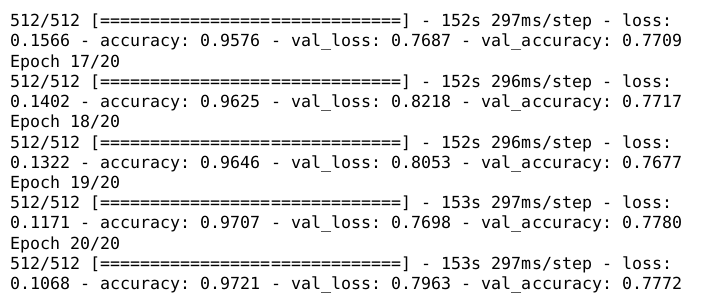 512/512 [==============================] - 152s 297ms/step - loss:
0.1566 - accuracy: 0.9576 - val_loss: 0.7687 - val_accuracy: 0.7709
Epoch 17/20
512/512 [==============================] - 152s 296ms/step - loss:
0.1402 - accuracy: 0.9625 - val_loss: 0.8218 - val_accuracy: 0.7717
Epoch 18/20
512/512 [==============================] - 152s 296ms/step - loss:
0.1322 - accuracy: 0.9646 - val_loss: 0.8053 - val_accuracy: 0.7677
Epoch 19/20
512/512 [==============================] - 153s 297ms/step - loss:
0.1171 - accuracy: 0.9707 - val_loss: 0.7698 - val_accuracy: 0.7780
Epoch 20/20
512/512 [==============================] - 153s 297ms/step - loss:
0.1068 - accuracy: 0.9721 - val_loss: 0.7963 - val_accuracy: 0.7772